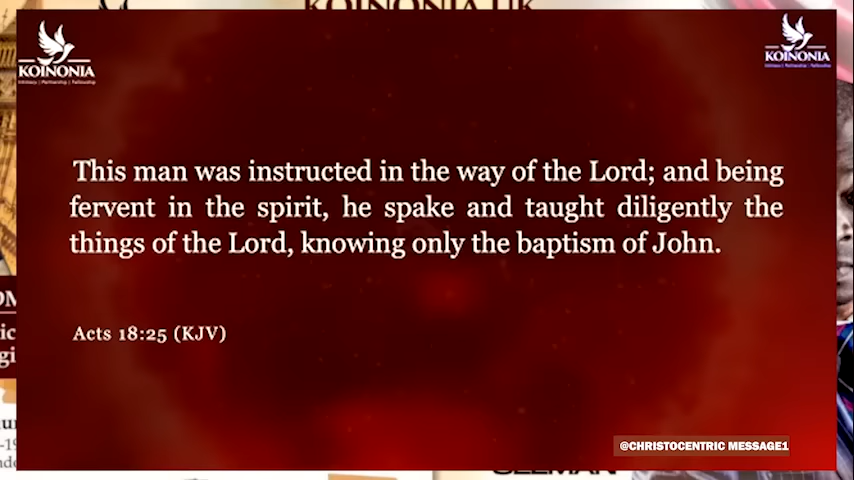 KOINONIA UK
KOINONIA
KOINONIA
This man was instructed in the way of the Lord; and being
fervent in the spirit, he spake and taught diligently the
things of the Lord, knowing only the baptism of John.
Acts 18:25 (KJV)
@CHRISTOCENTRIC MESSAGE1